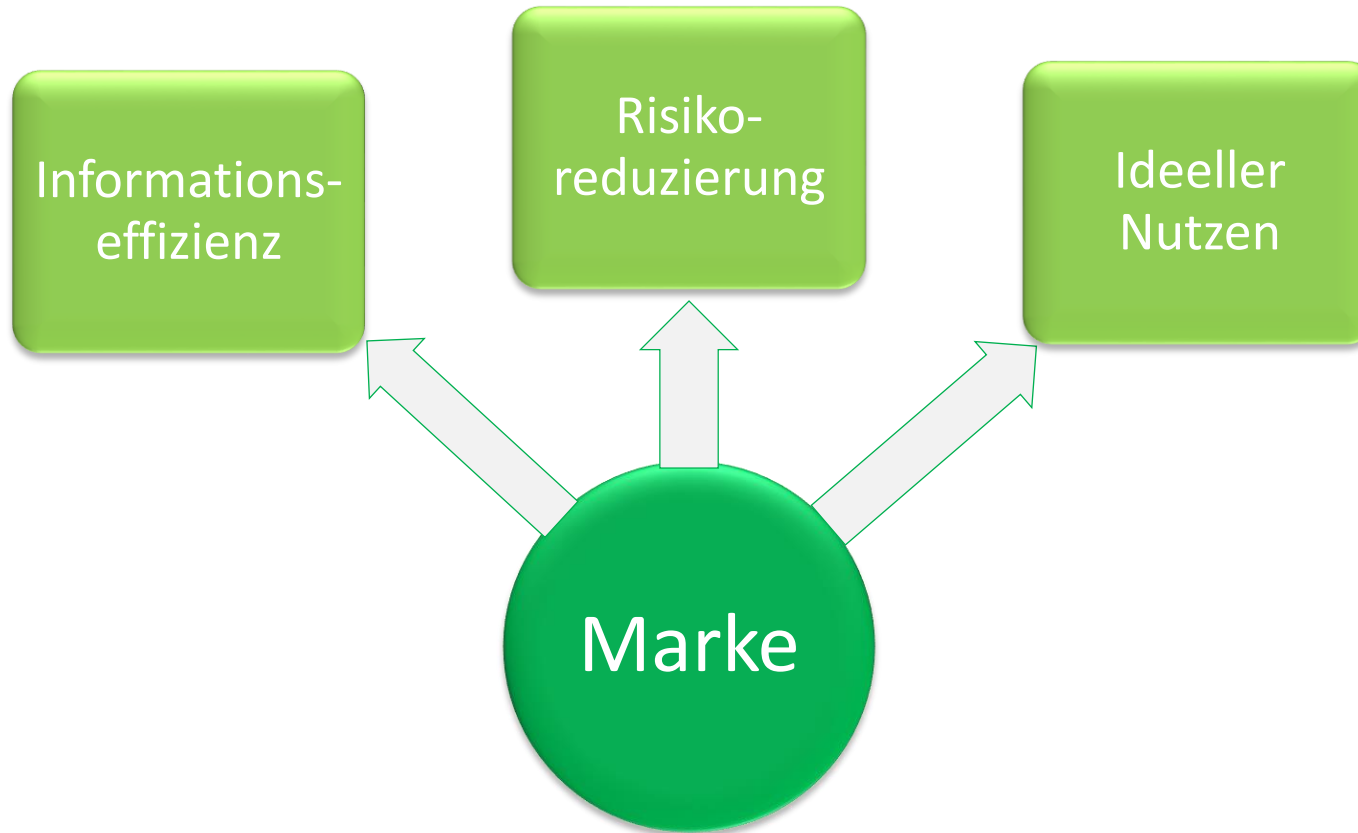 Informations-
effizienz
Risiko-
reduzierung
Ideeller
Nutzen
Marke